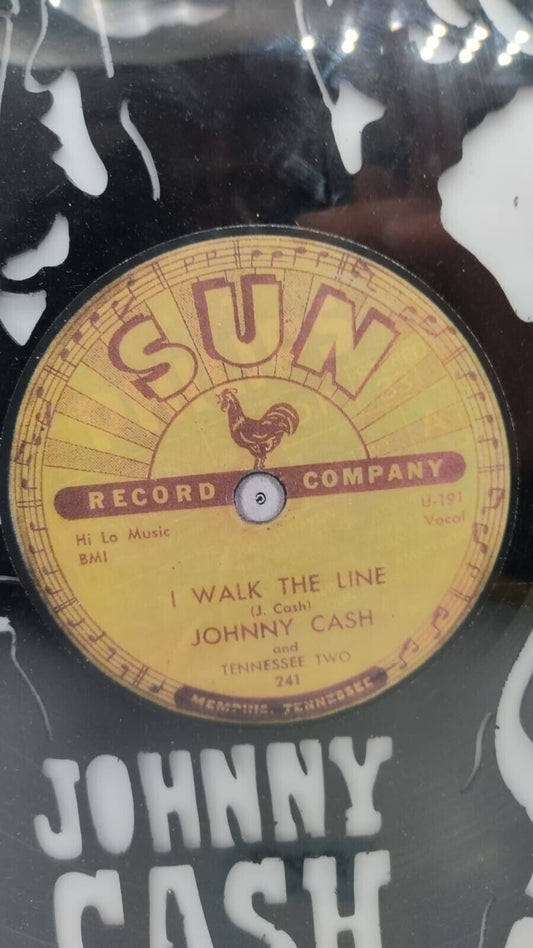 SUN
RECORD COMPANY
Hi Lo Music
BMI
U-191
Vocal
I WALK THE LINE
(J. Cash)
JOHNNY CASH
and
TENNESSEE TWO
241
MEMPHIS, TENNESSEE
JOHNNY
CASH